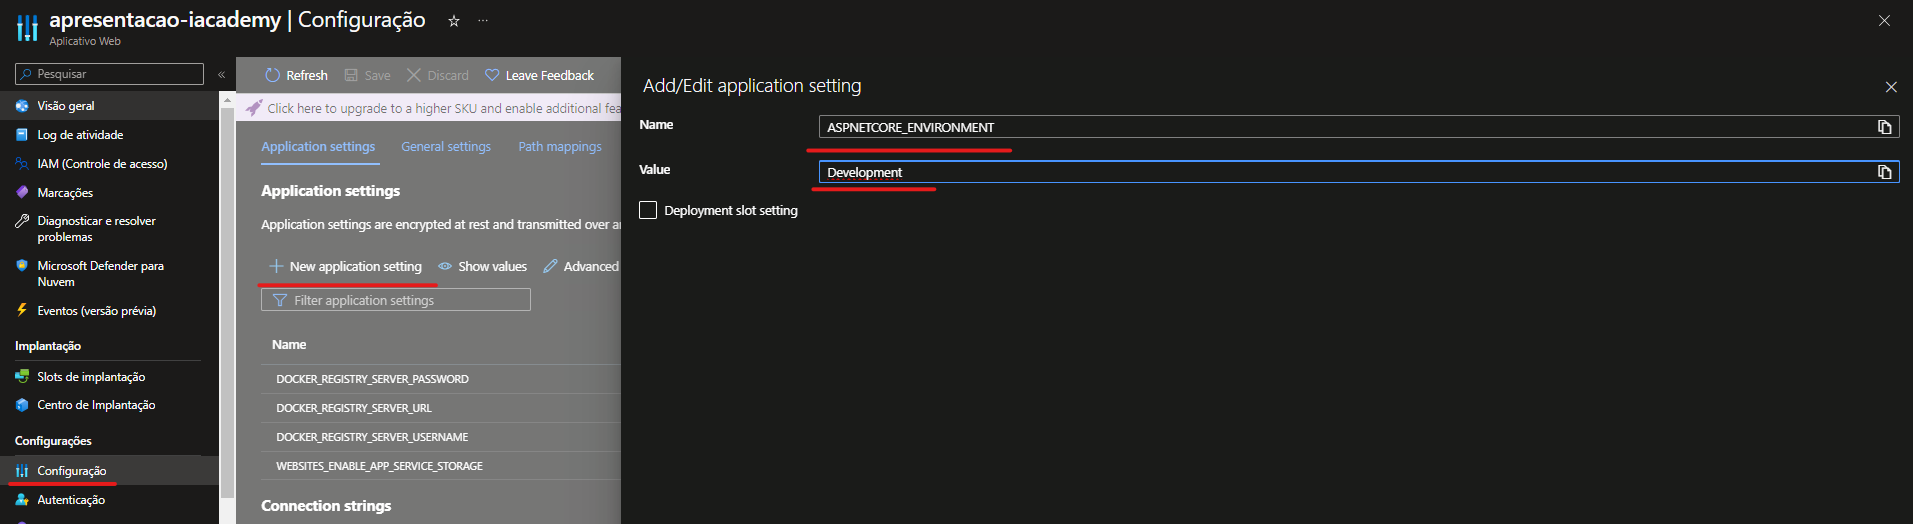 apresentacao-iacademy | Configuração
Aplicativo Web
Pesquisar
Visão geral
Log de atividade
IAM (Controle de acesso)
Marcações
Diagnosticar e resolver
problemas
Microsoft Defender para
Nuvem
Eventos (versão prévia)
Implantação
Slots de implantação
Centro de Implantação
Configurações
Configuração
Autenticação
Refresh Save Discard Leave Feedback
Click here to upgrade to a higher SKU and enable additional fea
Application settings General settings Path mappings
Application settings
Application settings are encrypted at rest and transmitted over
New application setting Show values Advanced
Filter application settings
Name
DOCKER_REGISTRY_SERVER_PASSWORD
DOCKER_REGISTRY_SERVER_URL
DOCKER_REGISTRY_SERVER_USERNAME
WEBSITES_ENABLE_APP_SERVICE_STORAGE
Connection strings
Add/Edit application setting
Name ASPNETCORE_ENVIRONMENT
Value Development
Deployment slot setting